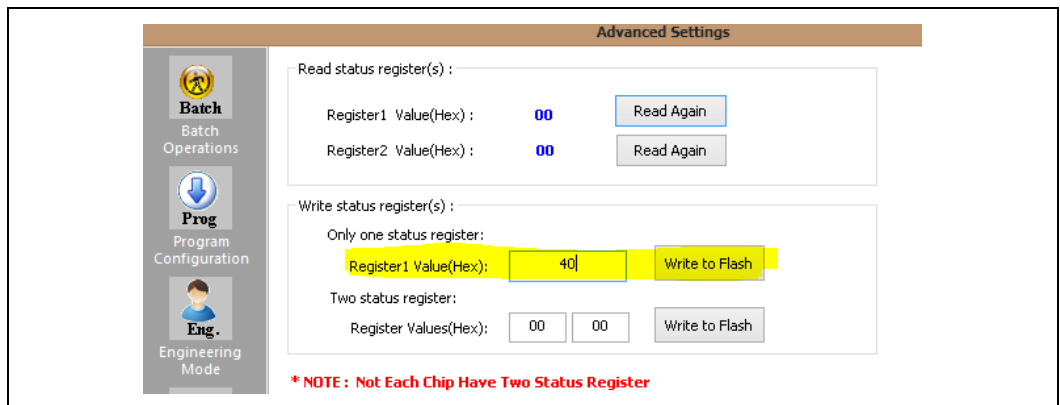 Advanced Settings
Batch
Batch
Operations
Prog
Program
Configuration
Eng.
Engineering
Mode
Read status register(s) :
Register1 Value(Hex) : 00 Read Again
Register2 Value(Hex) : 00 Read Again
Write status register(s) :
Only one status register:
Register1 Value(Hex): 40 Write to Flash
Two status register:
Register Values(Hex): 00 00 Write to Flash
* NOTE : Not Each Chip Have Two Status Register